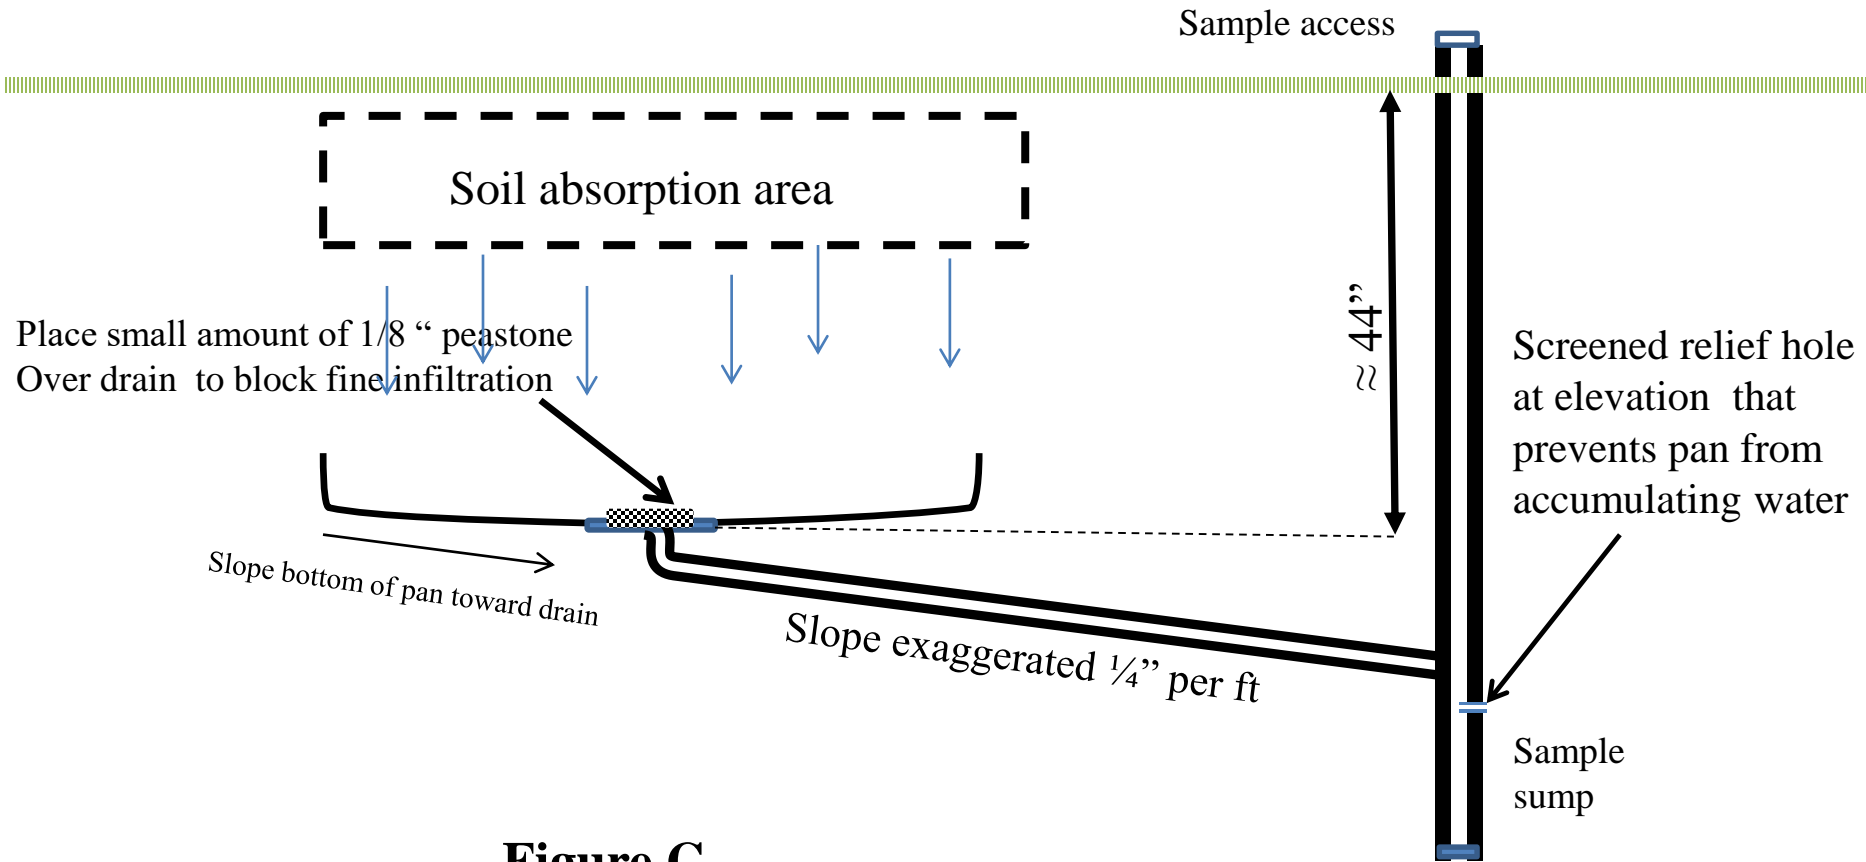 Sample access
Soil absorption area
Place small amount of 1/8 “ peastone
Over drain  to block fine infiltration
≈ 44”
Screened relief hole
at elevation  that
prevents pan from
accumulating water
Slope bottom of pan toward drain
Slope exaggerated ¼” per ft
Sample
sump
Figure C